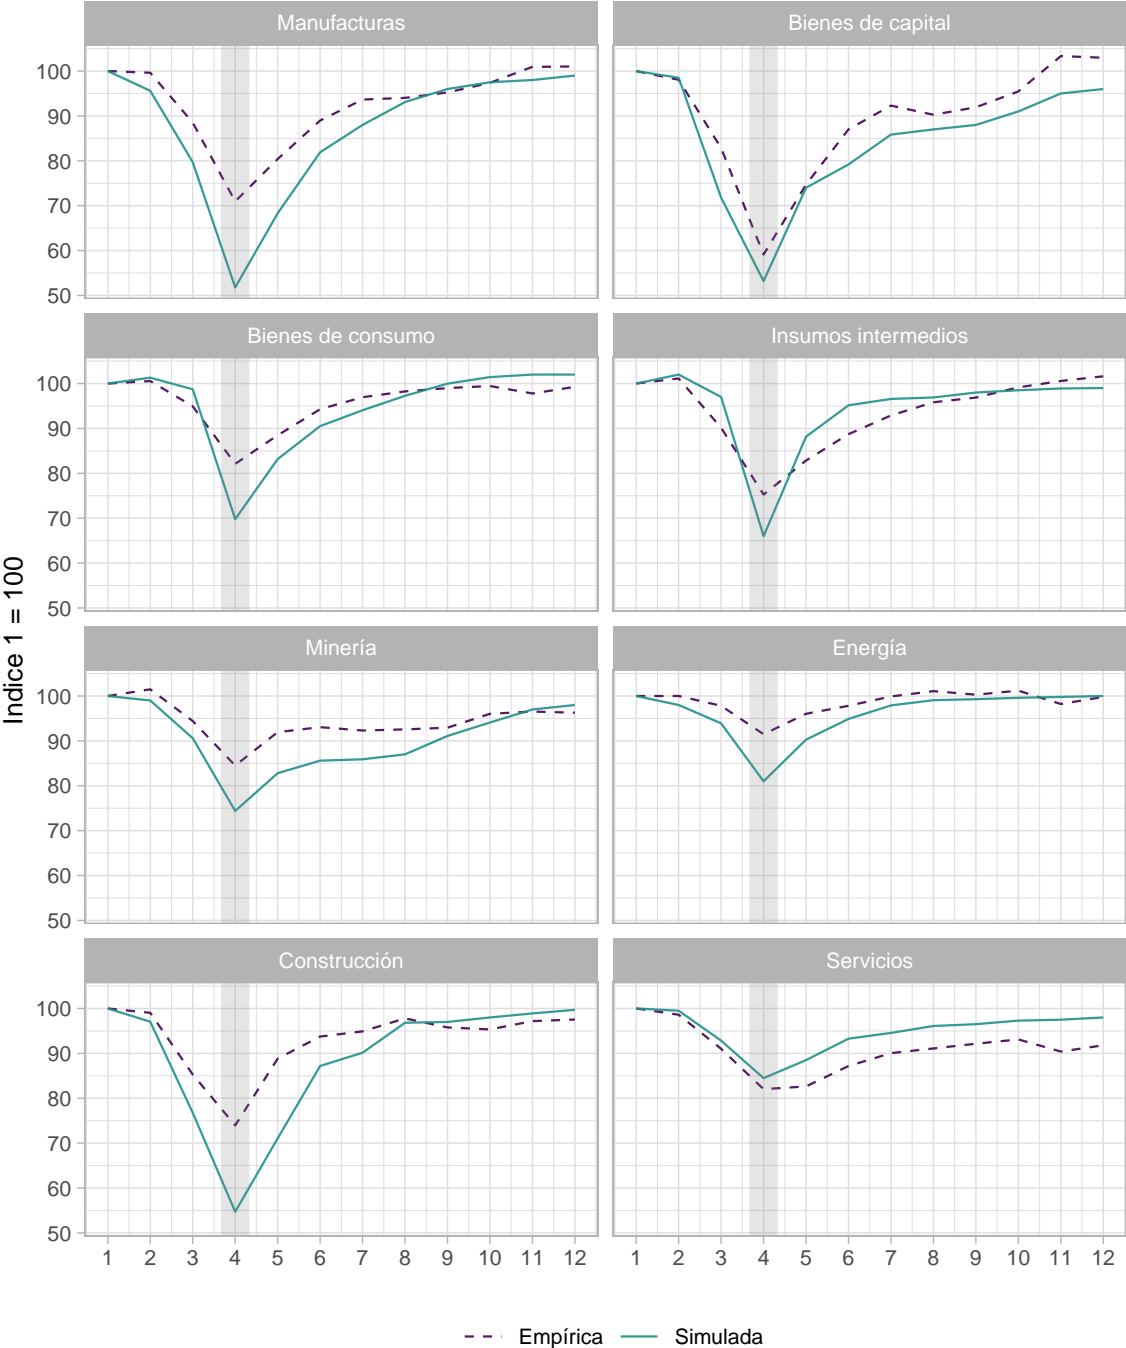 Manufacturas
Bienes de capital
100
90
80
70
60
50
Bienes de consumo
Insumos intermedios
100
90
80
70
60
50
Indice 1 = 100
Minería
Energía
100
90
80
70
60
50
Construcción
Servicios
100
90
80
70
60
50
1 2 3 4 5 6 7 8 9 10 11 12
1 2 3 4 5 6 7 8 9 10 11 12
Empírica Simulada